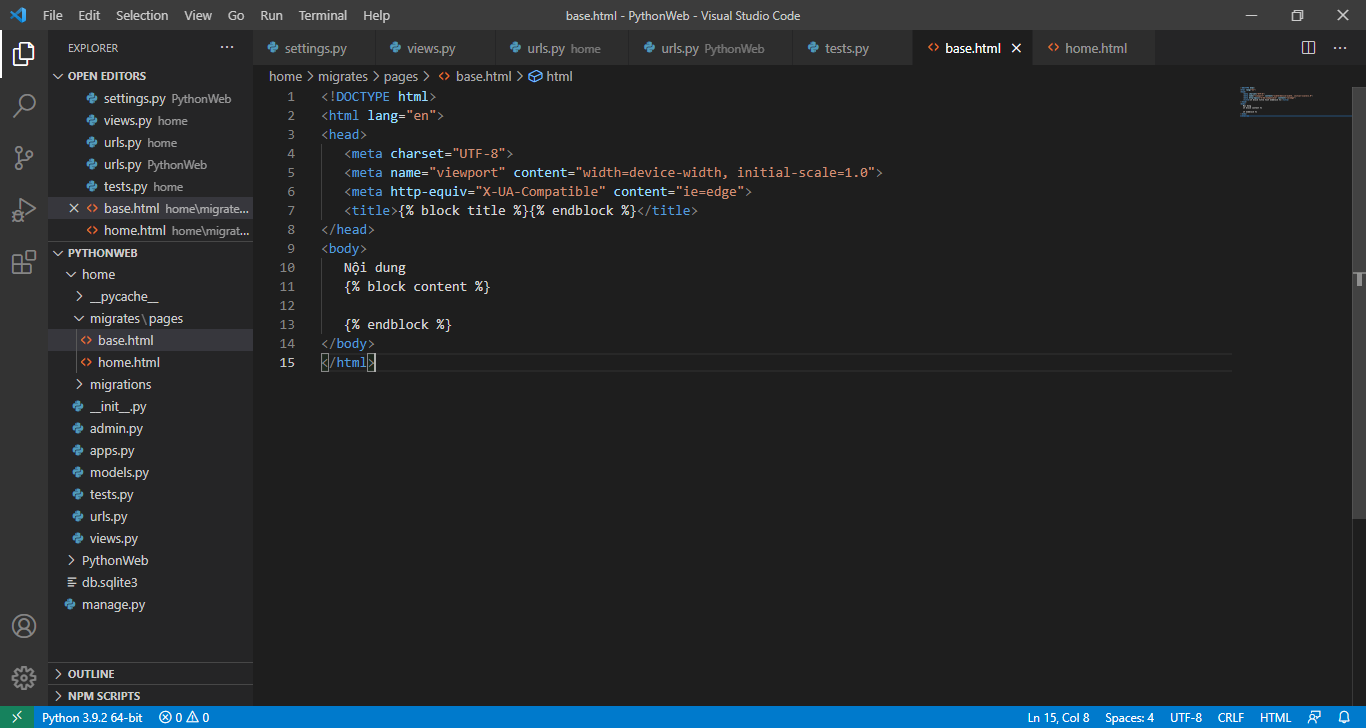 File Edit Selection View Go Run Terminal Help
base.html - PythonWeb - Visual Studio Code
EXPLORER
OPEN EDITORS
settings.py PythonWeb
views.py home
urls.py home
urls.py PythonWeb
tests.py home
base.html home\migrate...
home.html home\migrat...
PYTHONWEB
home
__pycache__
migrates\pages
base.html
home.html
migrations
__init__.py
admin.py
apps.py
models.py
tests.py
urls.py
views.py
PythonWeb
db.sqlite3
manage.py
OUTLINE
NPM SCRIPTS
settings.py views.py urls.py home urls.py PythonWeb tests.py base.html home.html
home > migrates > pages > base.html > html
1 <!DOCTYPE html>
2 <html lang="en">
3 <head>
4 <meta charset="UTF-8">
5 <meta name="viewport" content="width=device-width, initial-scale=1.0">
6 <meta http-equiv="X-UA-Compatible" content="ie=edge">
7 <title>{% block title %}{% endblock %}</title>
8 </head>
9 <body>
10 Nội dung
11 {% block content %}
12
13 {% endblock %}
14 </body>
15 </html>
Python 3.9.2 64-bit 0 0 Ln 15, Col 8 Spaces: 4 UTF-8 CRLF HTML